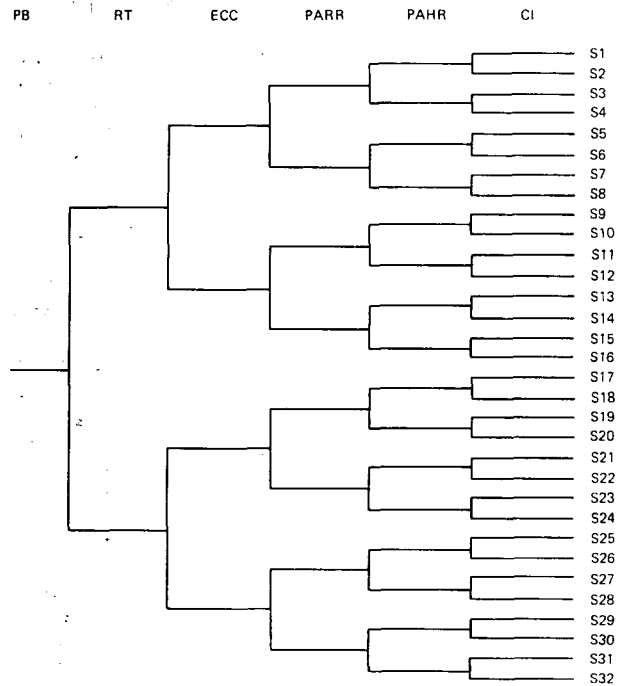 PB RT ECC PARR PAHR CI
S1
S2
S3
S4
S5
S6
S7
S8
S9
S10
S11
S12
S13
S14
S15
S16
S17
S18
S19
S20
S21
S22
S23
S24
S25
S26
S27
S28
S29
S30
S31
S32